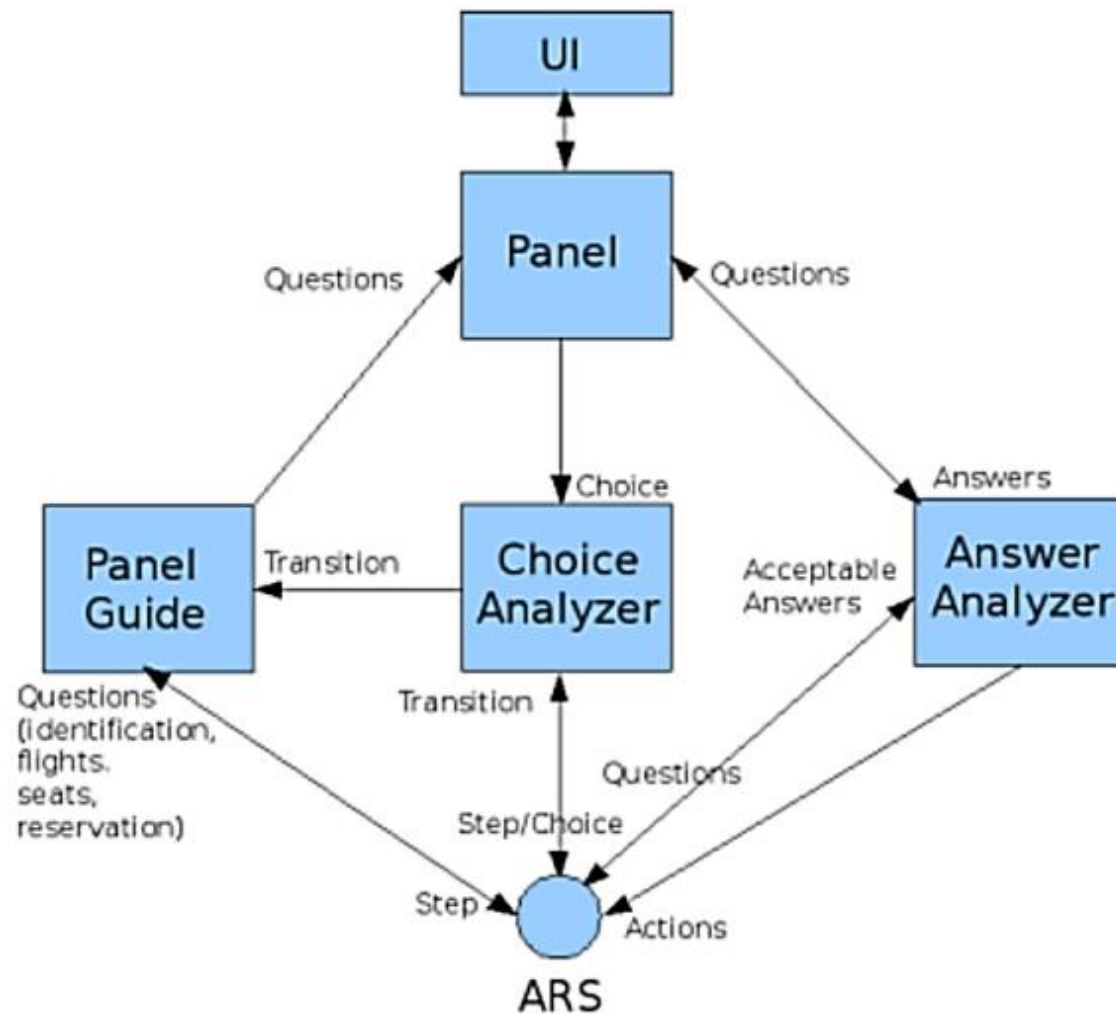 UI
Panel
Questions
Questions
Choice
Answers
Panel
Guide
Transition
Choice
Analyzer
Acceptable
Answers
Answer
Analyzer
Questions
(identification,
flights.
seats,
reservation)
Transition
Questions
Step/Choice
Step
Actions
ARS